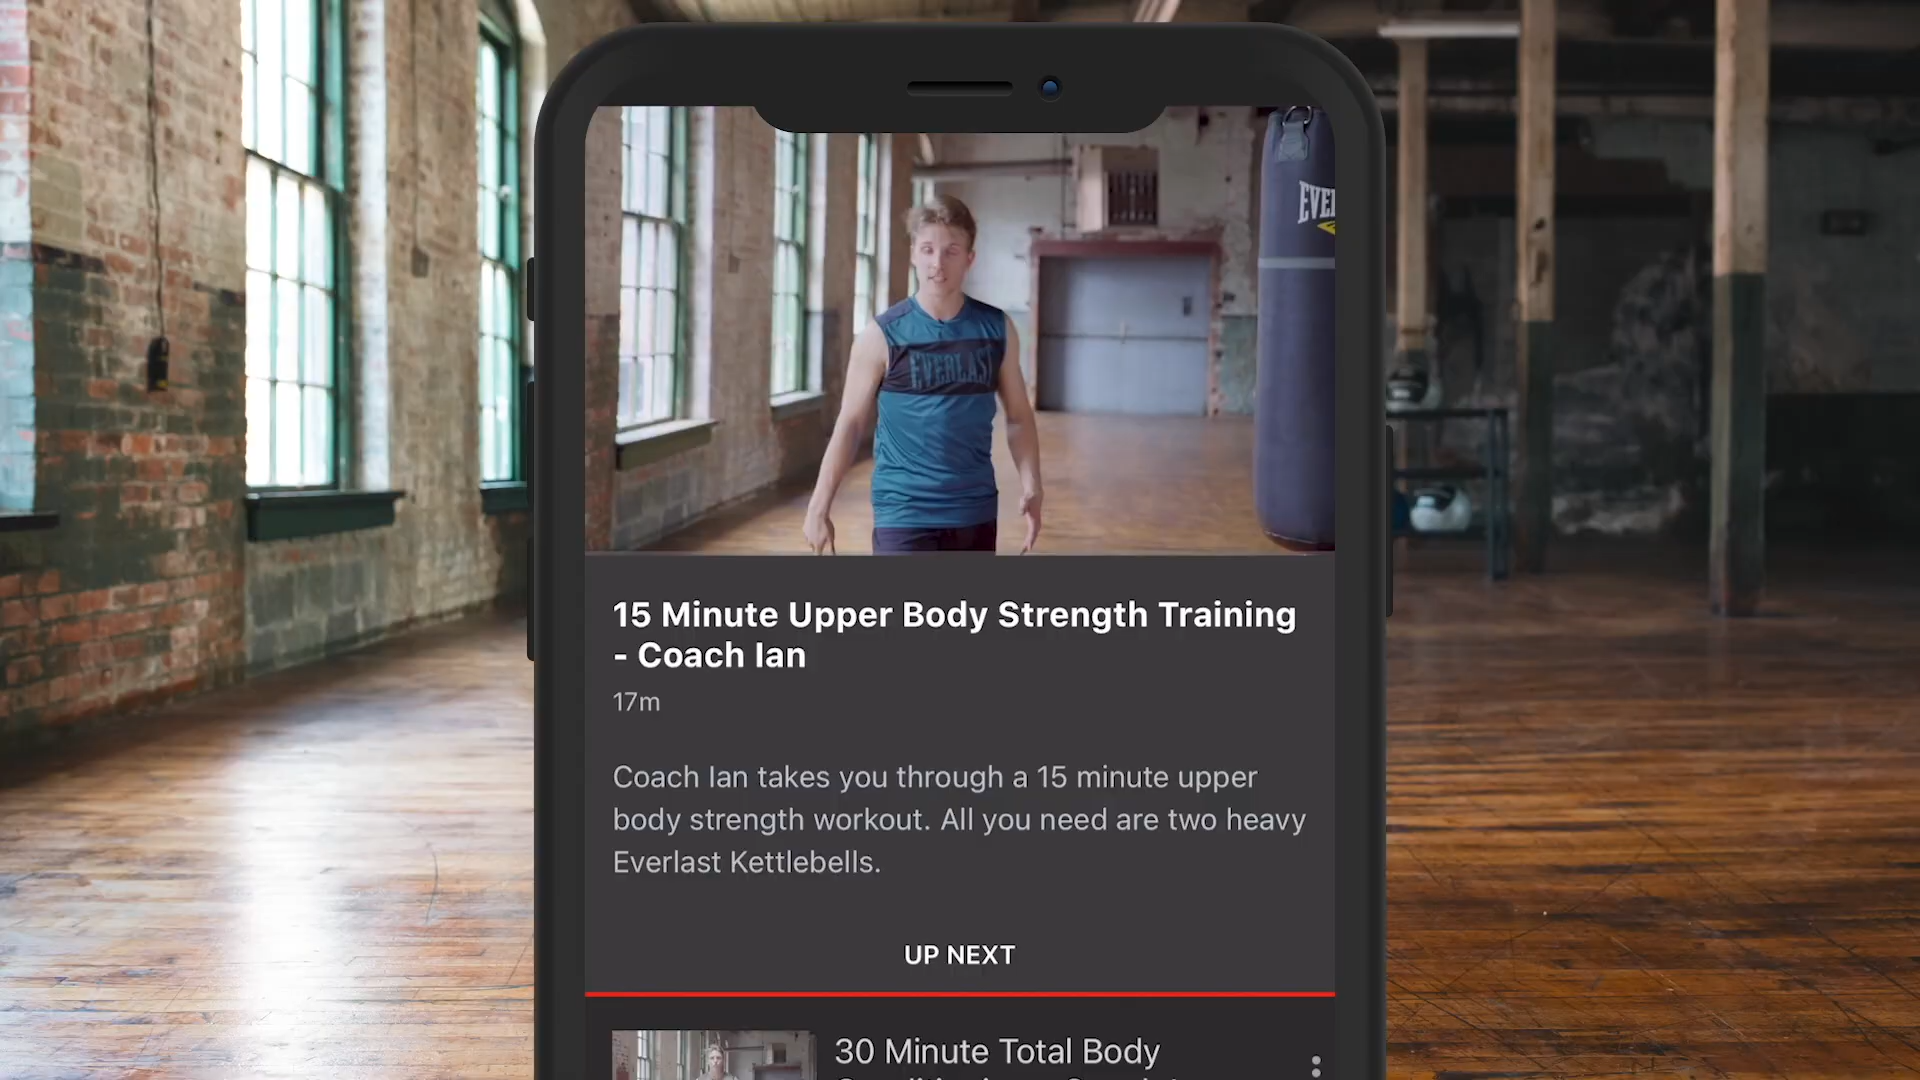 EVERLAST
15 Minute Upper Body Strength Training
- Coach Ian
17m
Coach Ian takes you through a 15 minute upper
body strength workout. All you need are two heavy
Everlast Kettlebells.
UP NEXT
30 Minute Total Body